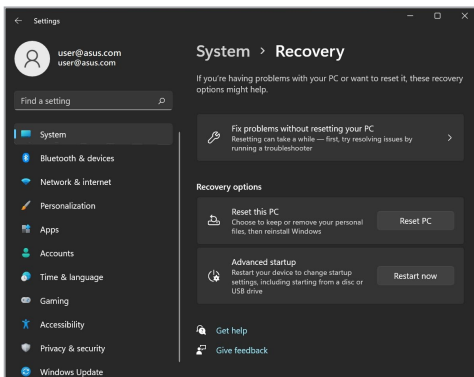 Settings
user@asus.com
user@asus.com
Find a setting
System
Bluetooth & devices
Network & internet
Personalization
Apps
Accounts
Time & language
Gaming
Accessibility
Privacy & security
Windows Update
System > Recovery
If you're having problems with your PC or want to reset it, these recovery
options might help.
Fix problems without resetting your PC
Resetting can take a while — first, try resolving issues by
running a troubleshooter
Recovery options
Reset this PC
Choose to keep or remove your personal
files, then reinstall Windows
Reset PC
Advanced startup
Restart your device to change startup
settings, including starting from a disc or
USB drive
Restart now
Get help
Give feedback